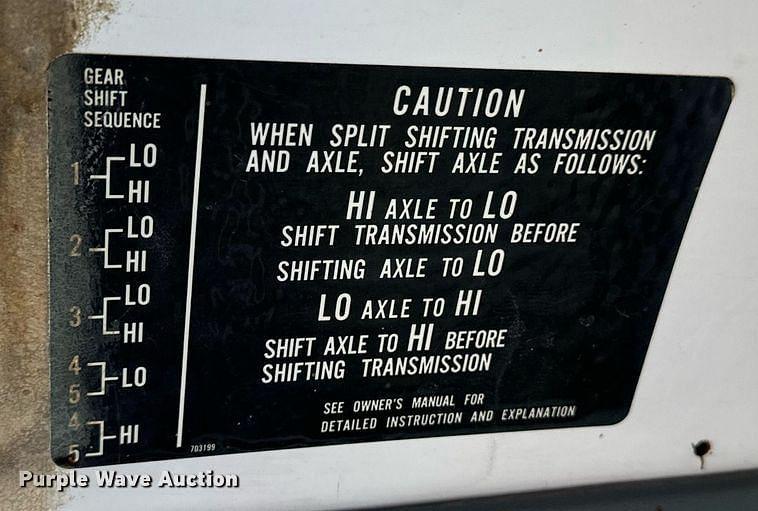 GEAR
SHIFT
SEQUENCE
1 LO
HI
2 LO
HI
3 LO
HI
4
5 LO
4
5 HI
CAUTION
WHEN SPLIT SHIFTING TRANSMISSION
AND AXLE, SHIFT AXLE AS FOLLOWS:
HI AXLE TO LO
SHIFT TRANSMISSION BEFORE
SHIFTING AXLE TO LO
LO AXLE TO HI
SHIFT AXLE TO HI BEFORE
SHIFTING TRANSMISSION
SEE OWNER'S MANUAL FOR
DETAILED INSTRUCTION AND EXPLANATION
703199
Purple Wave Auction